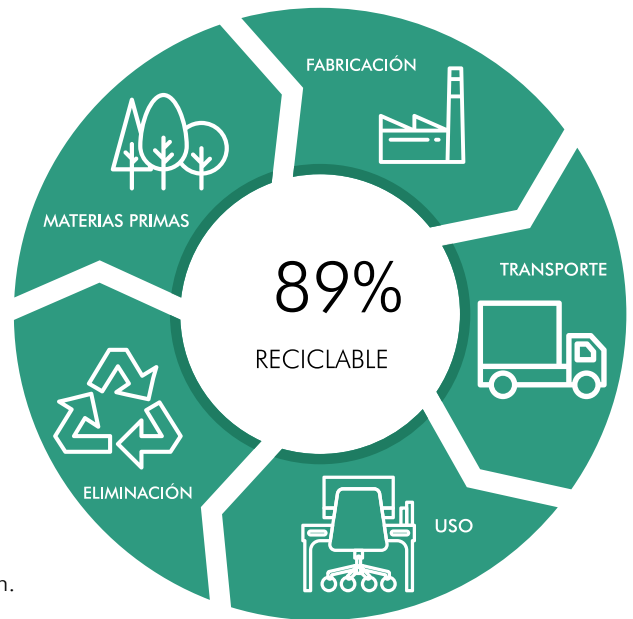 FABRICACIÓN
MATERIAS PRIMAS
TRANSPORTE
89%
RECICLABLE
ELIMINACIÓN
USO
n.